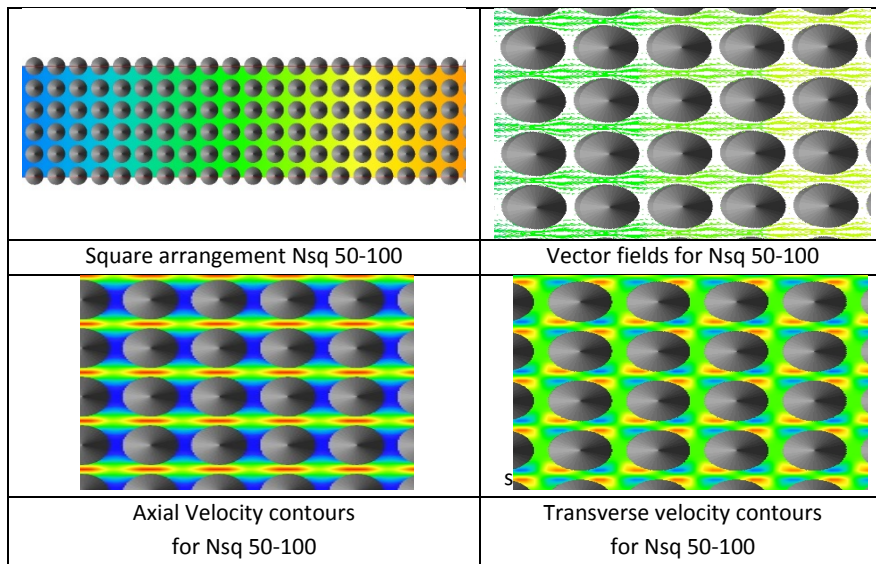 Square arrangement Nsq 50-100
Vector fields for Nsq 50-100
s
Axial Velocity contours
for Nsq 50-100
Transverse velocity contours
for Nsq 50-100